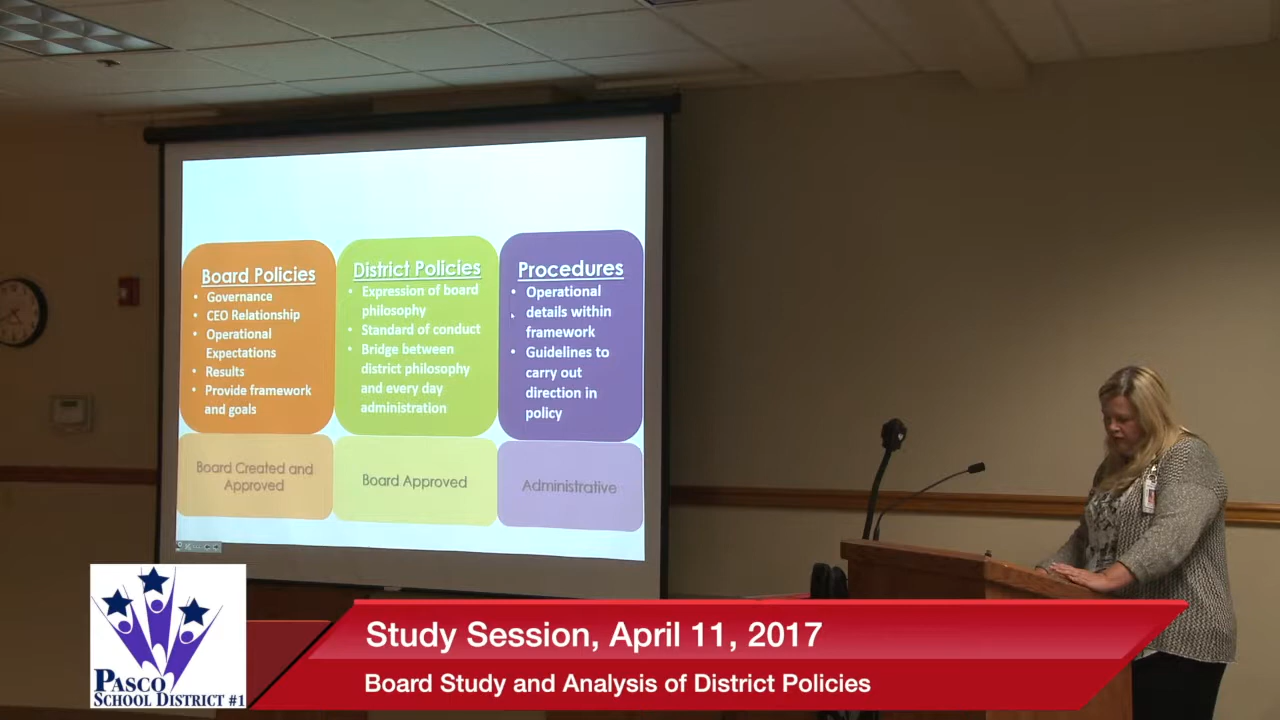 Board Policies
• Governance
• CEO Relationship
• Operational
Expectations
• Results
• Provide framework
and goals
Board Created and
Approved
District Policies
• Expression of board
philosophy
• Standard of conduct
• Bridge between
district philosophy
and every day
administration
Board Approved
Procedures
• Operational
• details within
framework
• Guidelines to
carry out
direction in
policy
Administrative
PASCO
SCHOOL DISTRICT #1
Study Session, April 11, 2017
Board Study and Analysis of District Policies